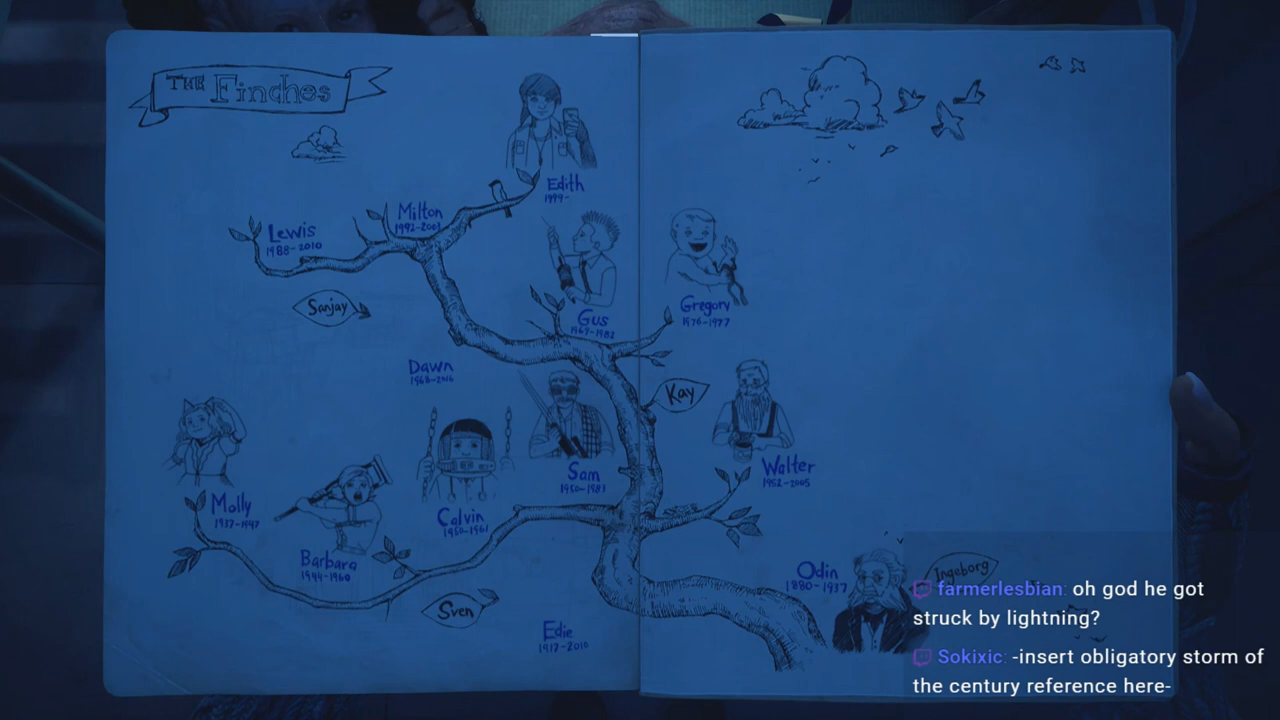 THE Finches
Edith
1999-
Milton
1992-2003
Lewis
1988-2010
Sanjay
Gus
1969-1982
Gregory
1976-1977
Dawn
1968-2016
Kay
Sam
1950-1983
Walter
1952-2005
Molly
1937-1947
Calvin
1950-1961
Barbara
1944-1960
Sven
Odin
1880-1937
Ingeborg
Edie
1917-2010
farmerlesbian: oh god he got
struck by lightning?
Sokixic: -insert obligatory storm of
the century reference here-